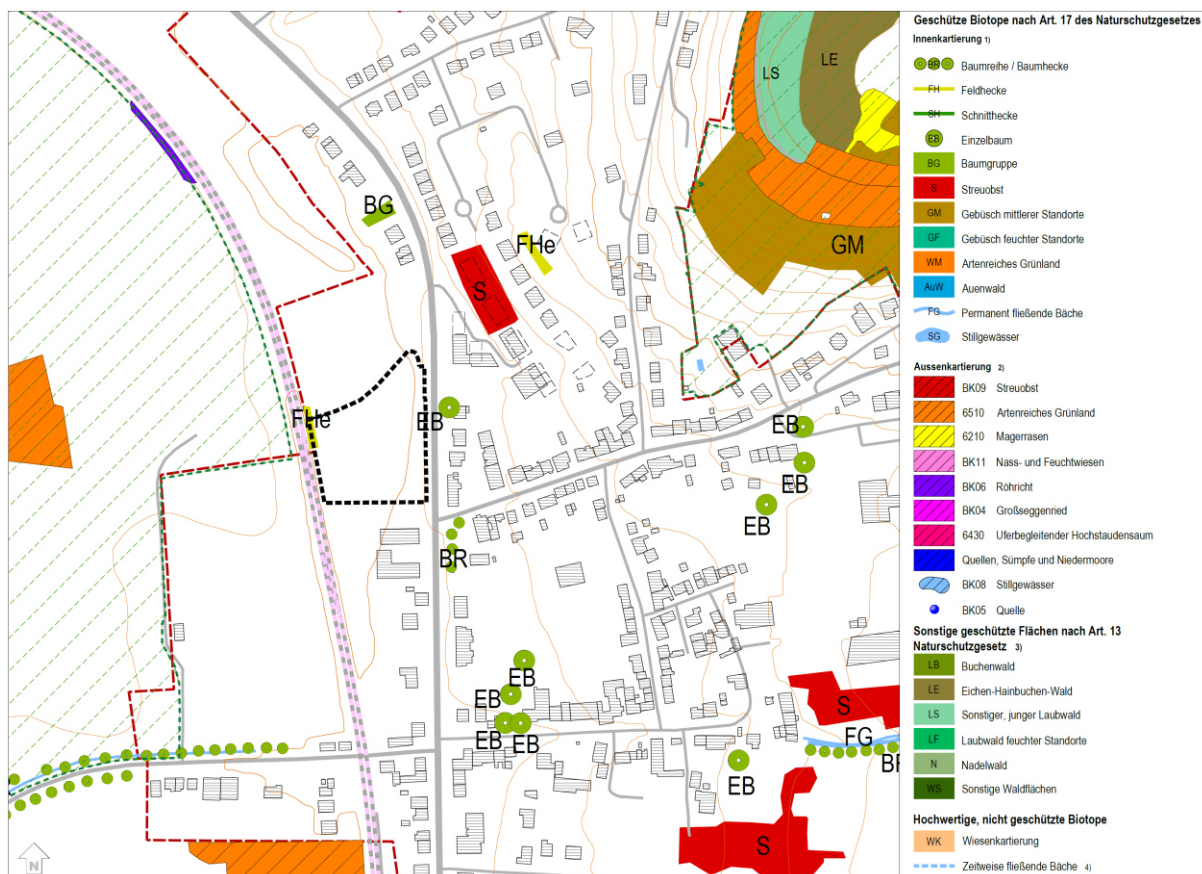 LS
LE
BG
FHe
S
GM
FHe
EB
EB
EB
EB
BR
EB
EB
EB
EB
S
FG
BR
EB
S
N
Geschütze Biotope nach Art. 17 des Naturschutzgesetzes
Innenkartierung 1)
BR Baumreihe / Baumhecke
FH Feldhecke
SH Schnitthecke
EB Einzelbaum
BG Baumgruppe
S Streuobst
GM Gebüsch mittlerer Standorte
GF Gebüsch feuchter Standorte
WM Artenreiches Grünland
AuW Auenwald
FG Permanent fließende Bäche
SG Stillgewässer
Aussenkartierung 2)
BK09 Streuobst
6510 Artenreiches Grünland
6210 Magerrasen
BK11 Nass- und Feuchtwiesen
BK06 Röhricht
BK04 Großseggenried
6430 Uferbegleitender Hochstaudensaum
Quellen, Sümpfe und Niedermoore
BK08 Stillgewässer
BK05 Quelle
Sonstige geschützte Flächen nach Art. 13
Naturschutzgesetz 3)
LB Buchenwald
LE Eichen-Hainbuchen-Wald
LS Sonstiger, junger Laubwald
LF Laubwald feuchter Standorte
N Nadelwald
WS Sonstige Waldflächen
Hochwertige, nicht geschützte Biotope
WK Wiesenkartierung
Zeitweise fließende Bäche 4)